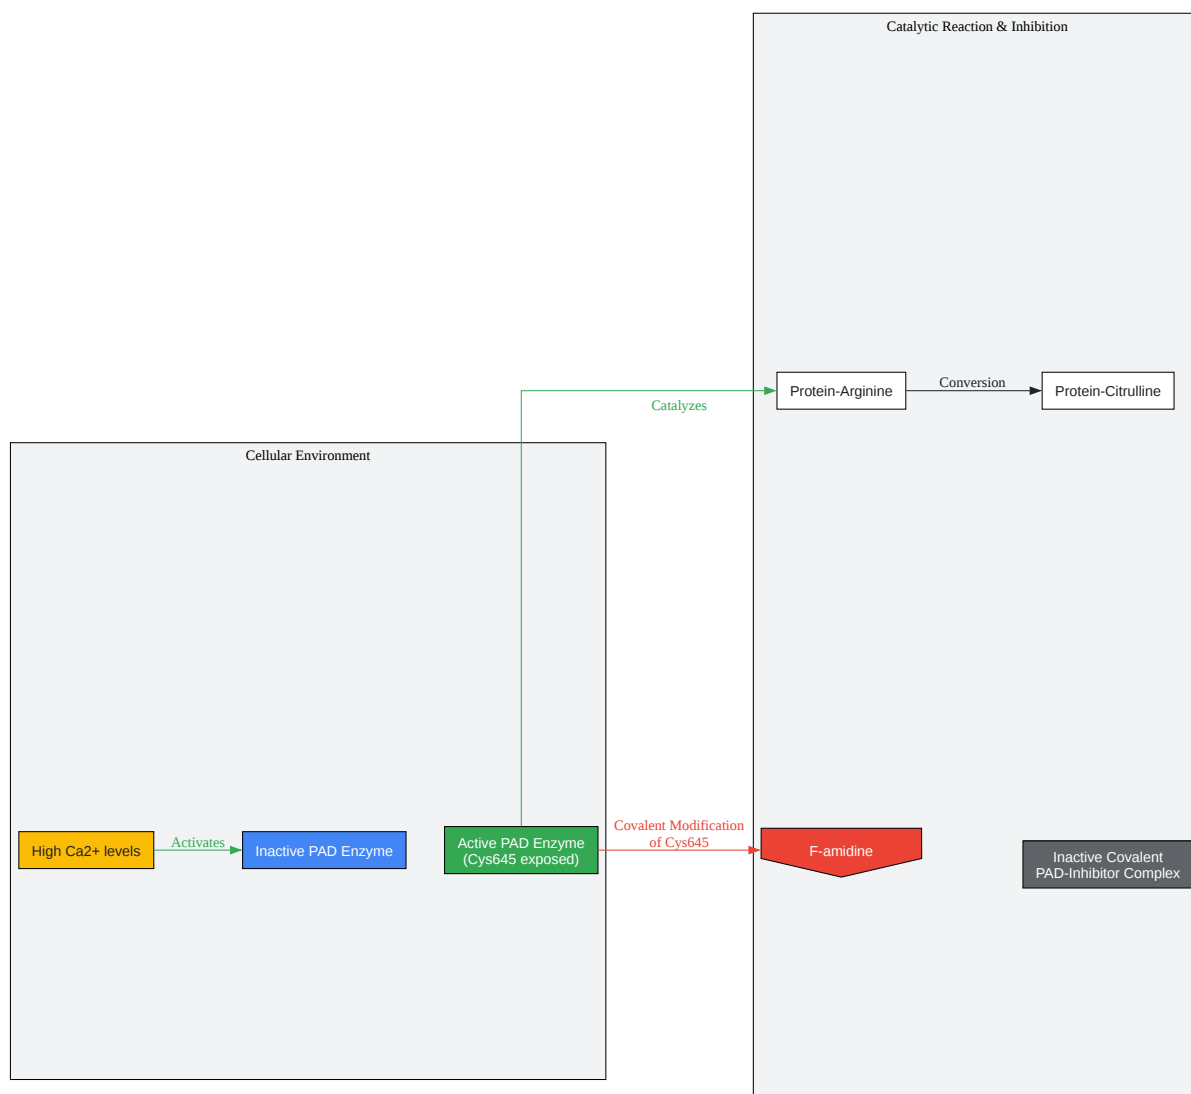 Catalytic Reaction & Inhibition
Protein-Arginine
Conversion
Protein-Citrulline
Catalyzes
Cellular Environment
High Ca2+ levels
Activates
Inactive PAD Enzyme
Active PAD Enzyme
(Cys645 exposed)
Covalent Modification
of Cys645
F-amidine
Inactive Covalent
PAD-Inhibitor Complex